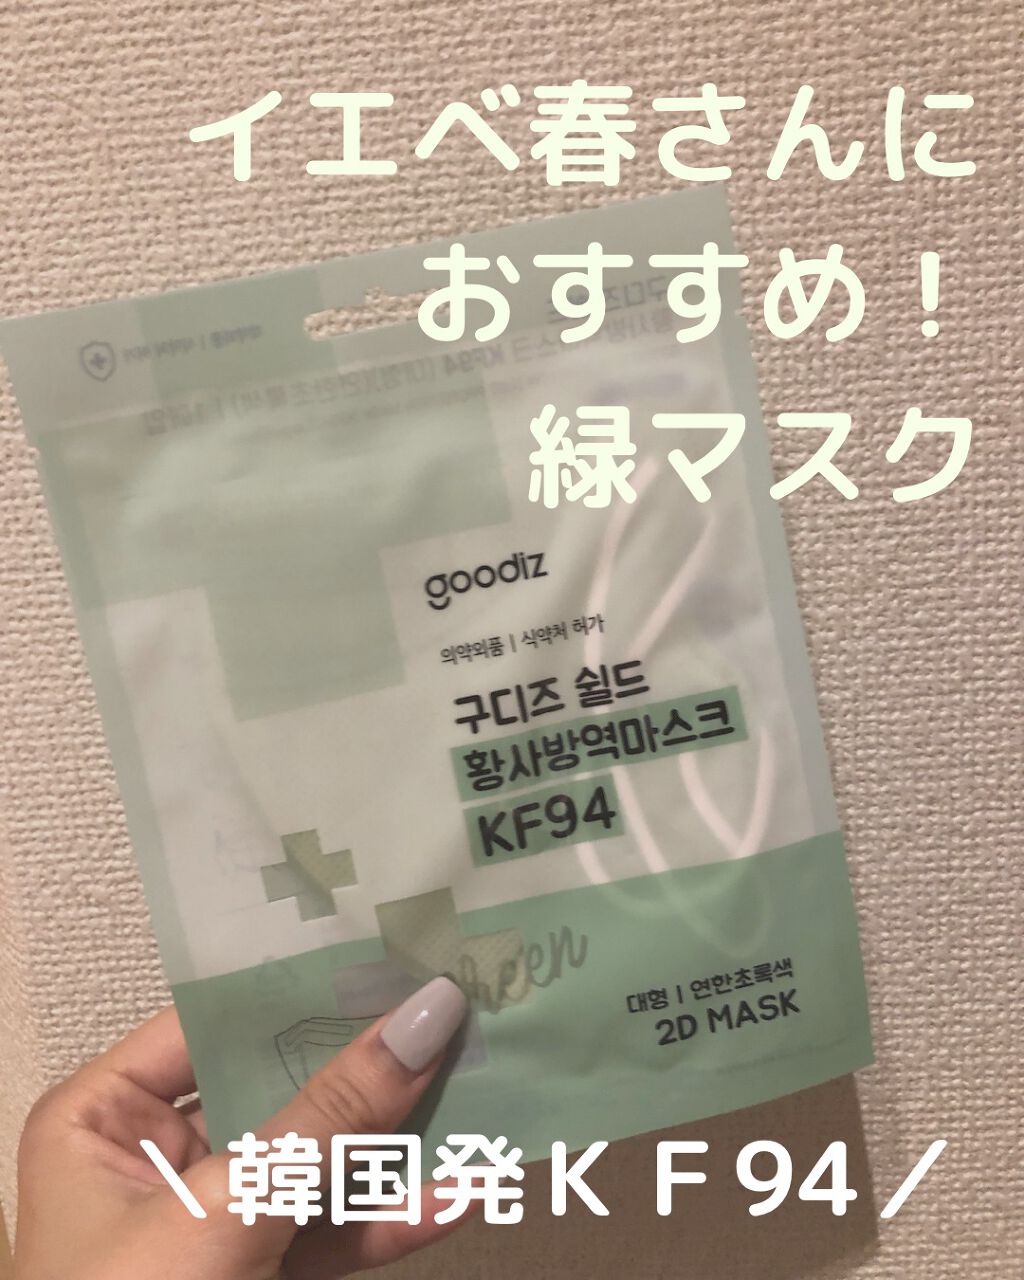 イエベ春さんに
おすすめ！
緑マスク
goodiz
의약외품 | 식약처 허가
구디즈 쉴드
황사방역마스크
KF94
Green
대형 | 연한초록색
2D MASK
＼韓国発ＫＦ94／